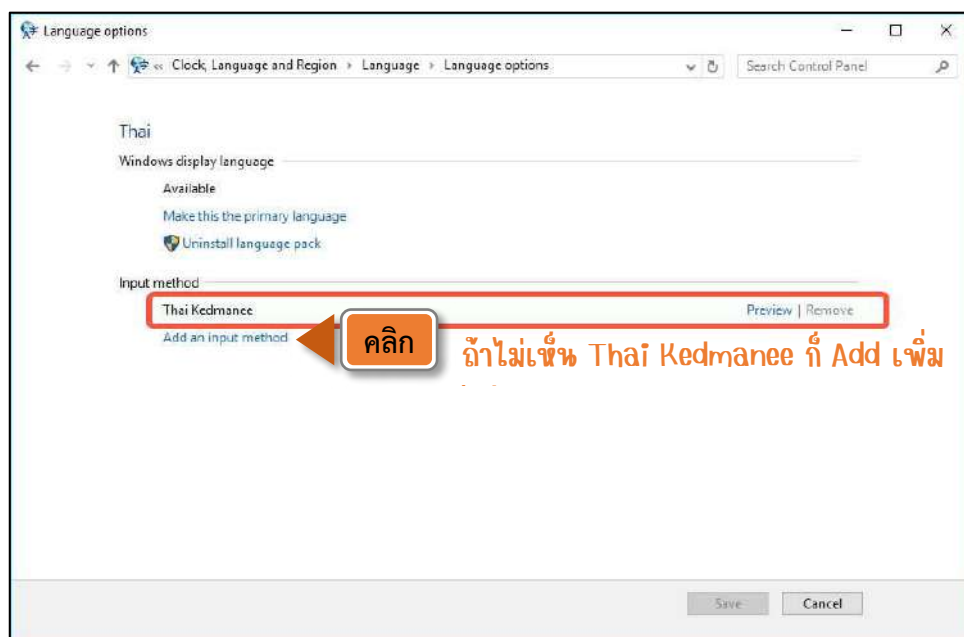 Language options
« Clock, Language and Region › Language › Language options
Search Control Panel
Thai
Windows display language
Available
Make this the primary language
Uninstall language pack
Input method
Thai Kedmanee
Preview | Remove
Add an input method
คลิก
ถ้าไม่เห็น Thai Kedmanee ก็ Add เพิ่ม
Save
Cancel